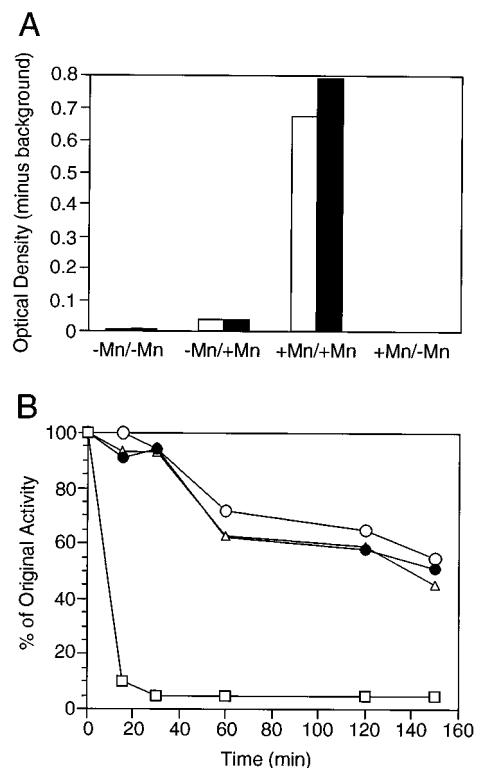 A
Optical Density (minus background)
0.8
0.7
0.6
0.5
0.4
0.3
0.2
0.1
0
-Mn/-Mn -Mn/+Mn +Mn/+Mn +Mn/-Mn
B
% of Original Activity
100
80
60
40
20
0
0 20 40 60 80 100 120 140 160
Time (min)